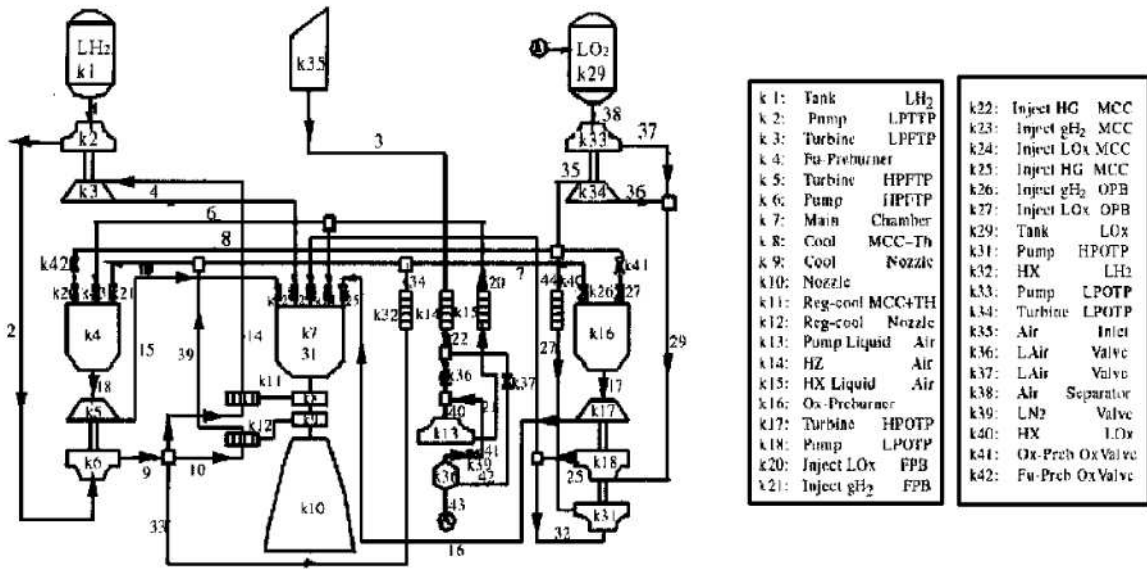 LH2
k1
k35
LO2
k29
A
1
38
37
k2
k33
3
k3
4
35
k34
36
6
8
7
k42
k41
34
20
44
k40
k26
27
k32
k14
k15
2
k4
15
39
14
k7
31
22
27
k16
29
18
k11
k8
k36
k37
17
k5
k12
k9
40
21
k13
k17
k6
9
10
41
k39
42
25
k18
k10
k36
43
k31
33
16
32
k 1: Tank LH2
k 2: Pump LPTTP
k 3: Turbine LPFTP
k 4: Fu-Preburner
k 5: Turbine HPFTP
k 6: Pump HPFTP
k 7: Main Chamber
k 8: Cool MCC-Th
k 9: Cool Nozzle
k10: Nozzle
k11: Reg-cool MCC+TH
k12: Reg-cool Nozzle
k13: Pump Liquid Air
k14: HZ Air
k15: HX Liquid Air
k16: Ox-Preburner
k17: Turbine HPOTP
k18: Pump LPOTP
k20: Inject LOx FPB
k21: Inject gH2 FPB
k22: Inject HG MCC
k23: Inject gH2 MCC
k24: Inject LOx MCC
k25: Inject HG MCC
k26: Inject gH2 OPB
k27: Inject LOx OPB
k29: Tank LOx
k31: Pump HPOTP
k32: HX LH2
k33: Pump LPOTP
k34: Turbine LPOTP
k35: Air Inlet
k36: LAir Valve
k37: LAir Valve
k38: Air Separator
k39: LN2 Valve
k40: HX LOx
k41: Ox-Preb OxValve
k42: Fu-Preb OxValve